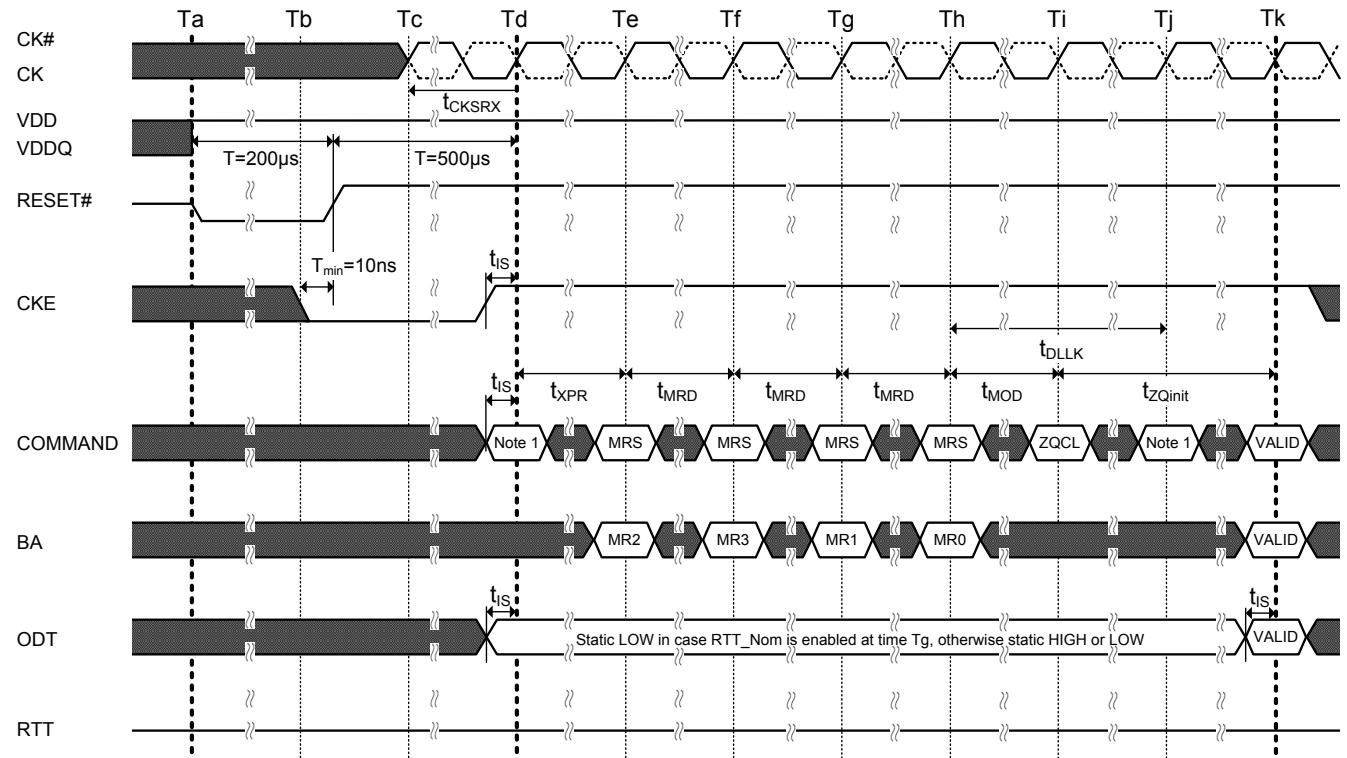 Ta Tb Tc Td Te Tf Tg Th Ti Tj Tk
CK#
CK
tCKSRX
VDD
VDDQ
T=200µs T=500µs
RESET#
Tmin=10ns tIS
CKE
tDLLK
tIS tXPR tMRD tMRD tMRD tMOD tZQinit
COMMAND Note 1 MRS MRS MRS MRS ZQCL Note 1 VALID
BA MR2 MR3 MR1 MR0 VALID
tIS tIS
ODT Static LOW in case RTT_Nom is enabled at time Tg, otherwise static HIGH or LOW VALID
RTT